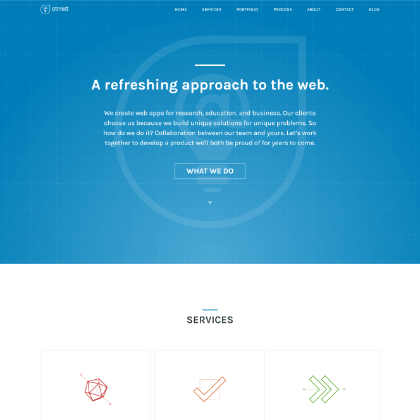 HOME SERVICES PORTFOLIO PROCESS ABOUT CONTACT BLOG
A refreshing approach to the web.
We create web apps for research, education, and business. Our clients
choose us because we build unique solutions for unique problems. So
how do we do it? Collaboration between our team and yours. Let's work
together to develop a product we'll both be proud of for years to come.
WHAT WE DO
SERVICES